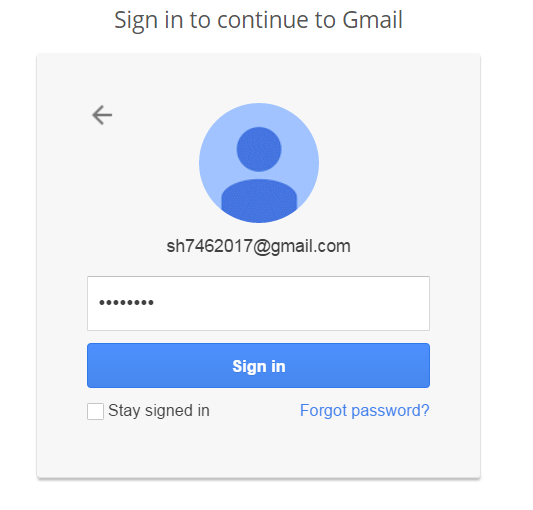 Sign in to continue to Gmail
sh7462017@gmail.com
••••••••
Sign in
Stay signed in Forgot password?